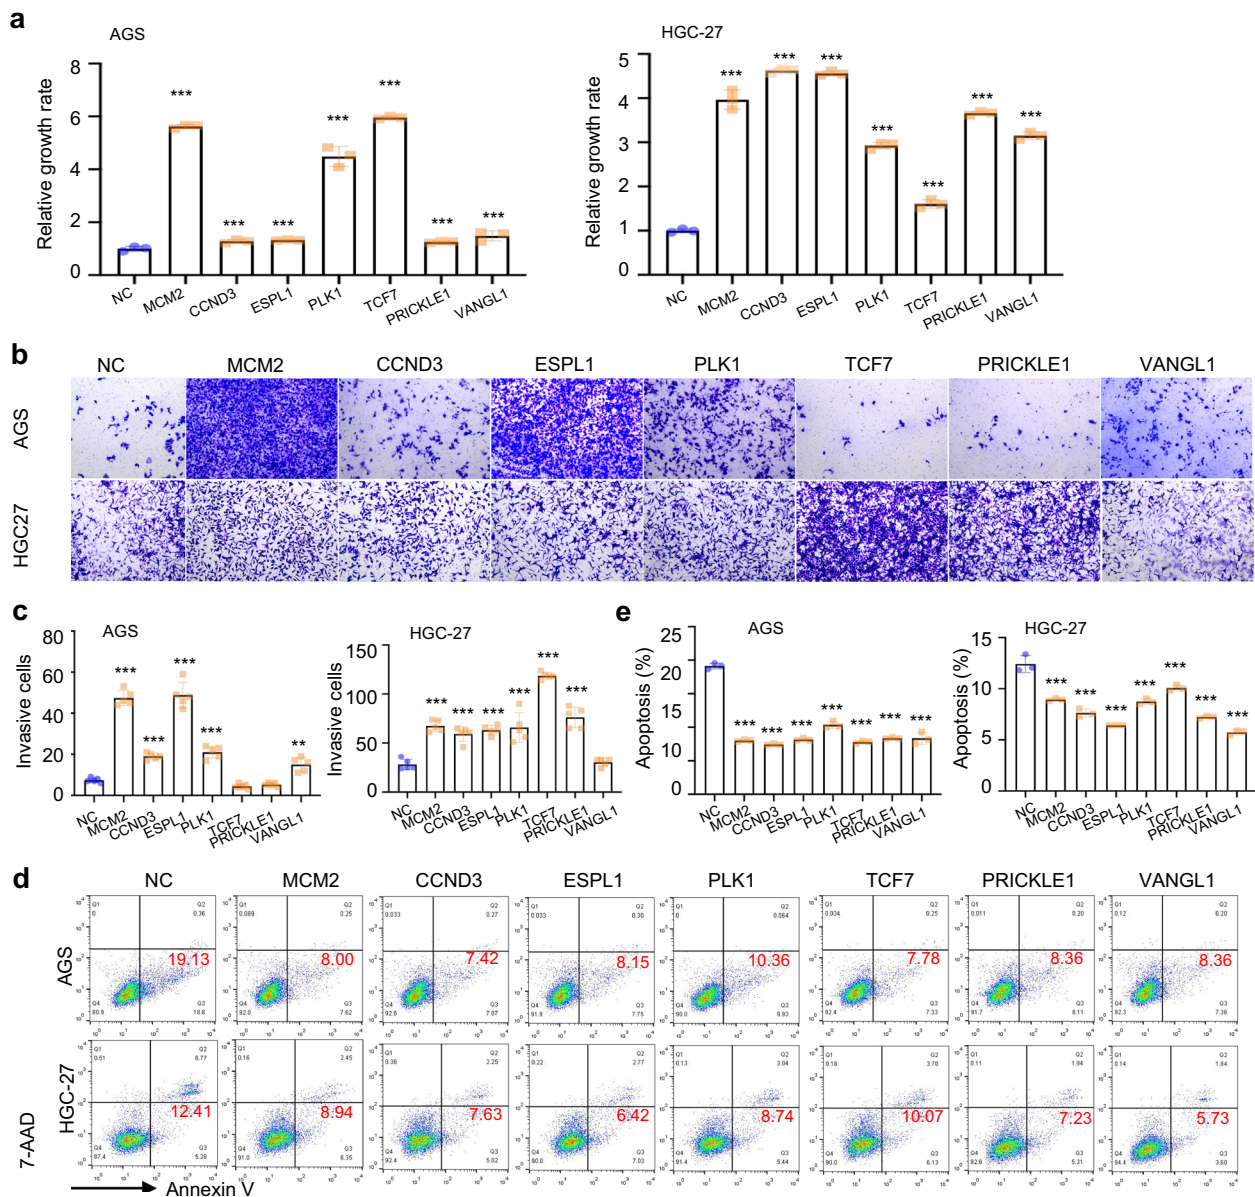 a
AGS
Relative growth rate
8
6
4
2
0
***
***
***
***
***
***
***
NC
MCM2
CCND3
ESPL1
PLK1
TCF7
PRICKLE1
VANGL1
HGC-27
Relative growth rate
5
4
3
2
1
0
***
***
***
***
***
***
***
NC
MCM2
CCND3
ESPL1
PLK1
TCF7
PRICKLE1
VANGL1
b
NC MCM2 CCND3 ESPL1 PLK1 TCF7 PRICKLE1 VANGL1
AGS
HGC27
c
AGS
Invasive cells
80
60
40
20
0
***
***
***
***
**
NC
MCM2
CCND3
ESPL1
PLK1
TCF7
PRICKLE1
VANGL1
HGC-27
Invasive cells
150
100
50
0
***
***
***
***
***
***
NC
MCM2
CCND3
ESPL1
PLK1
TCF7
PRICKLE1
VANGL1
e
AGS
Apoptosis (%)
25
20
15
10
5
0
***
***
***
***
***
***
***
NC
MCM2
CCND3
ESPL1
PLK1
TCF7
PRICKLE1
VANGL1
HGC-27
Apoptosis (%)
15
10
5
0
***
***
***
***
***
***
***
NC
MCM2
CCND3
ESPL1
PLK1
TCF7
PRICKLE1
VANGL1
d
NC MCM2 CCND3 ESPL1 PLK1 TCF7 PRICKLE1 VANGL1
AGS
19.13 8.00 7.42 8.15 10.36 7.78 8.36 8.36
HGC-27
12.41 8.94 7.63 6.42 8.74 10.07 7.23 5.73
7-AAD
Annexin V